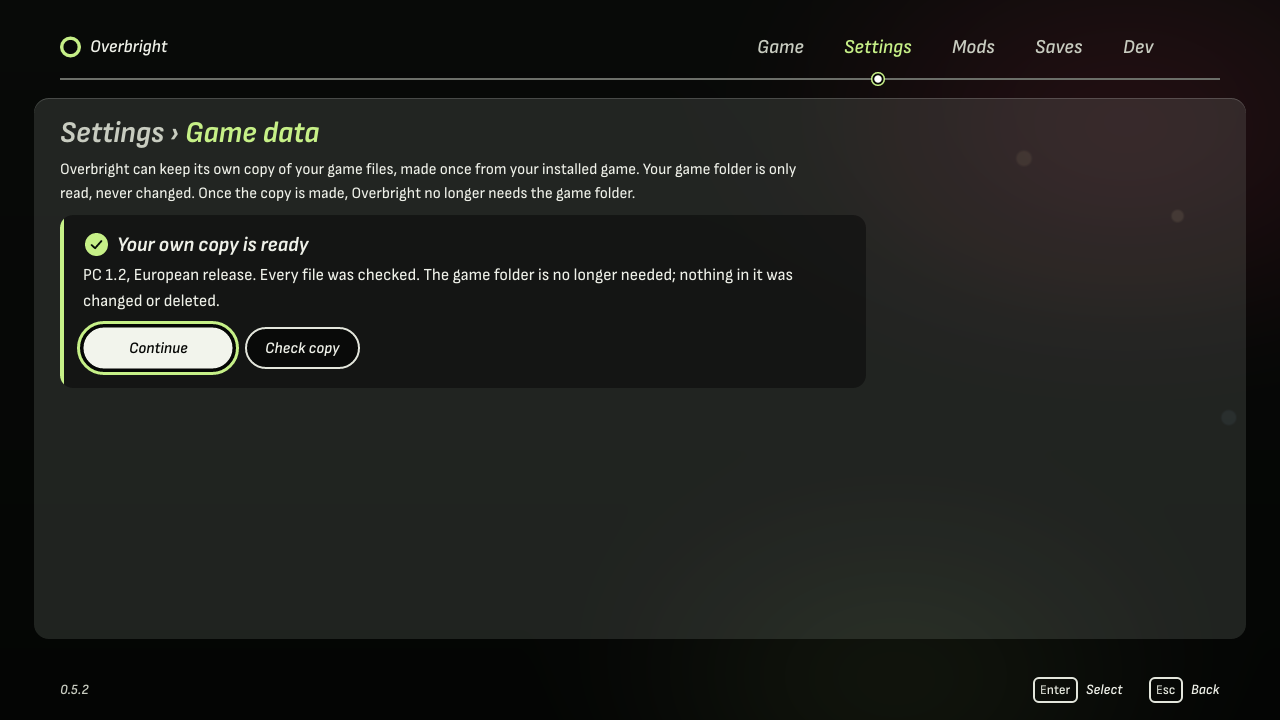 Overbright
Game
Settings
Mods
Saves
Dev
Settings › Game data
Overbright can keep its own copy of your game files, made once from your installed game. Your game folder is only
read, never changed. Once the copy is made, Overbright no longer needs the game folder.
Your own copy is ready
PC 1.2, European release. Every file was checked. The game folder is no longer needed; nothing in it was
changed or deleted.
Continue
Check copy
0.5.2
Enter Select
Esc Back